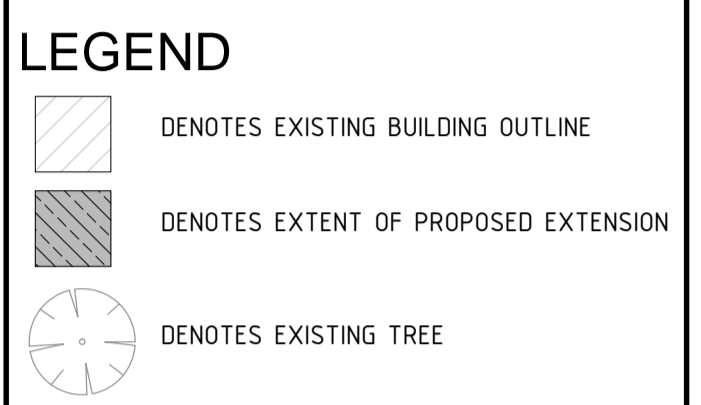 LEGEND
DENOTES EXISTING BUILDING OUTLINE
DENOTES EXTENT OF PROPOSED EXTENSION
DENOTES EXISTING TREE